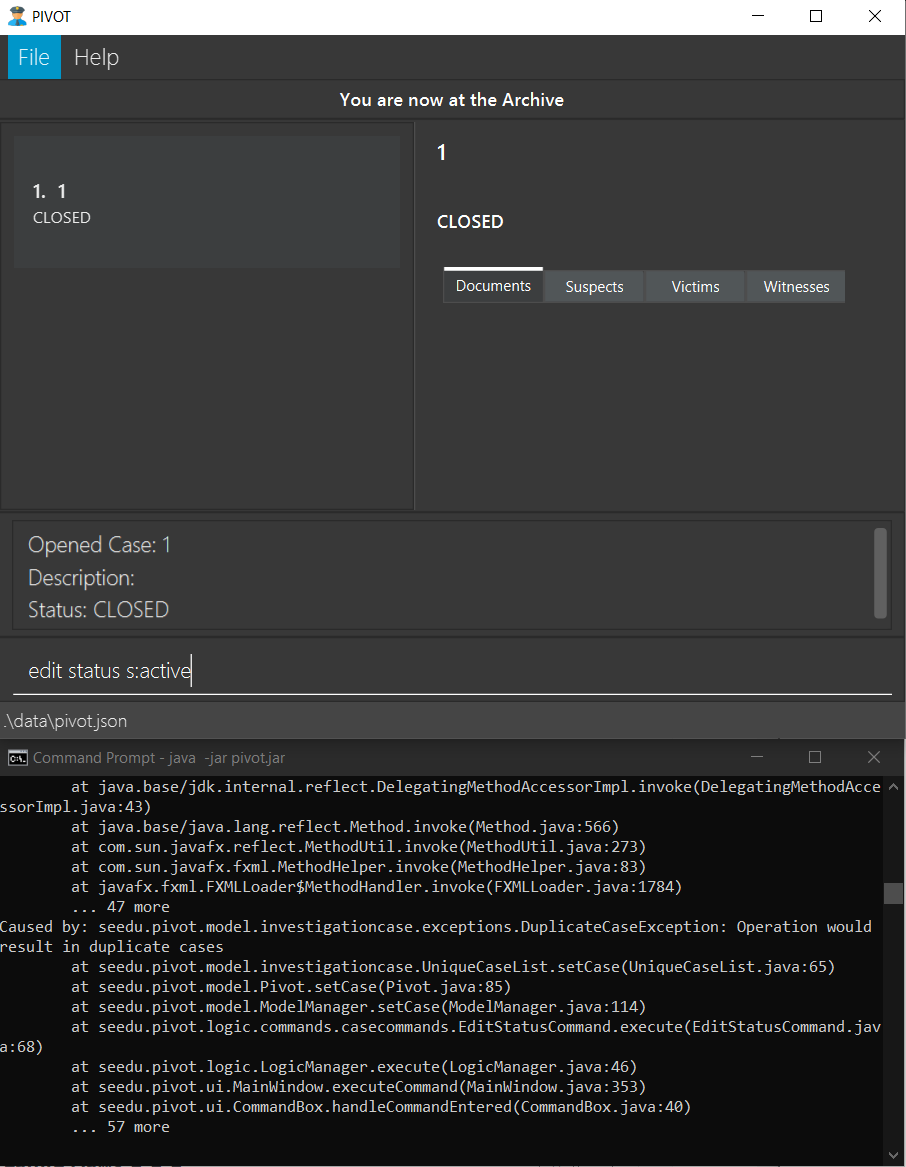 PIVOT
File Help
You are now at the Archive
1. 1
CLOSED
1
CLOSED
Documents Suspects Victims Witnesses
Opened Case: 1
Description:
Status: CLOSED
edit status s:active
.\data\pivot.json
Command Prompt - java  -jar pivot.jar
at java.base/jdk.internal.reflect.DelegatingMethodAccessorImpl.invoke(DelegatingMethodAcce
ssorImpl.java:43)
at java.base/java.lang.reflect.Method.invoke(Method.java:566)
at com.sun.javafx.reflect.MethodUtil.invoke(MethodUtil.java:273)
at com.sun.javafx.fxml.MethodHelper.invoke(MethodHelper.java:83)
at javafx.fxml.FXMLLoader$MethodHandler.invoke(FXMLLoader.java:1784)
... 47 more
Caused by: seedu.pivot.model.investigationcase.exceptions.DuplicateCaseException: Operation would
result in duplicate cases
at seedu.pivot.model.investigationcase.UniqueCaseList.setCase(UniqueCaseList.java:65)
at seedu.pivot.model.Pivot.setCase(Pivot.java:85)
at seedu.pivot.model.ModelManager.setCase(ModelManager.java:114)
at seedu.pivot.logic.commands.casecommands.EditStatusCommand.execute(EditStatusCommand.jav
a:68)
at seedu.pivot.logic.LogicManager.execute(LogicManager.java:46)
at seedu.pivot.ui.MainWindow.executeCommand(MainWindow.java:353)
at seedu.pivot.ui.CommandBox.handleCommandEntered(CommandBox.java:40)
... 57 more